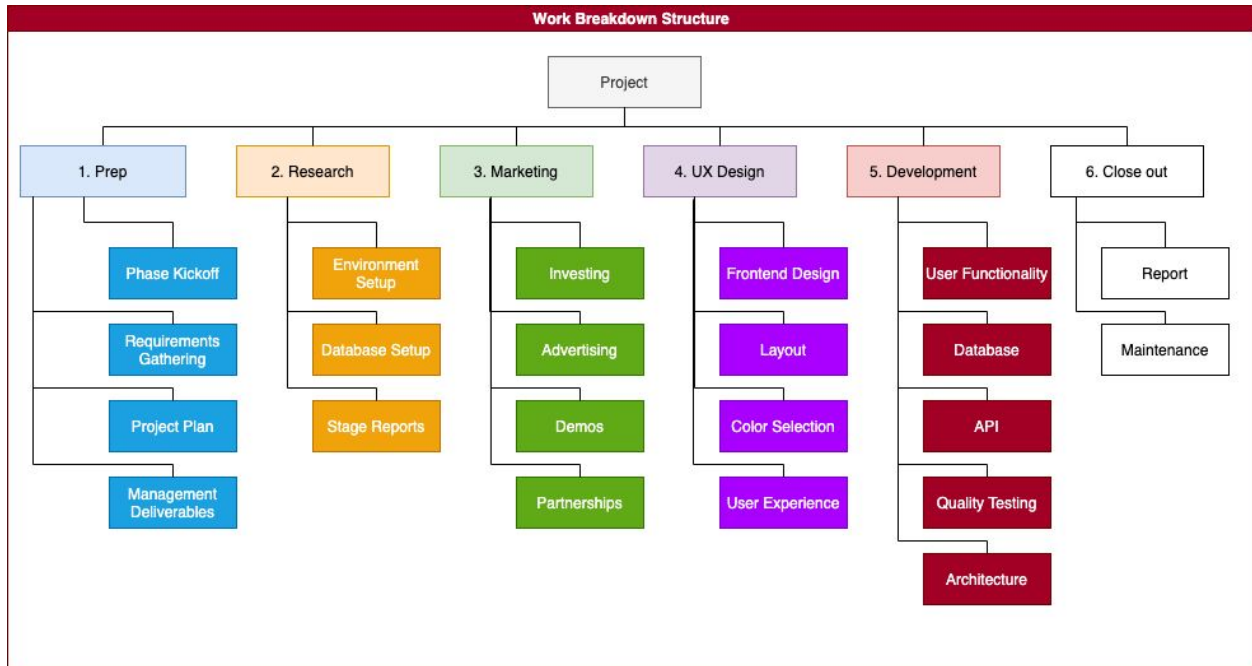 Work Breakdown Structure
Project
1. Prep
2. Research
3. Marketing
4. UX Design
5. Development
6. Close out
Phase Kickoff
Requirements
Gathering
Project Plan
Management
Deliverables
Environment
Setup
Database Setup
Stage Reports
Investing
Advertising
Demos
Partnerships
Frontend Design
Layout
Color Selection
User Experience
User Functionality
Database
API
Quality Testing
Architecture
Report
Maintenance